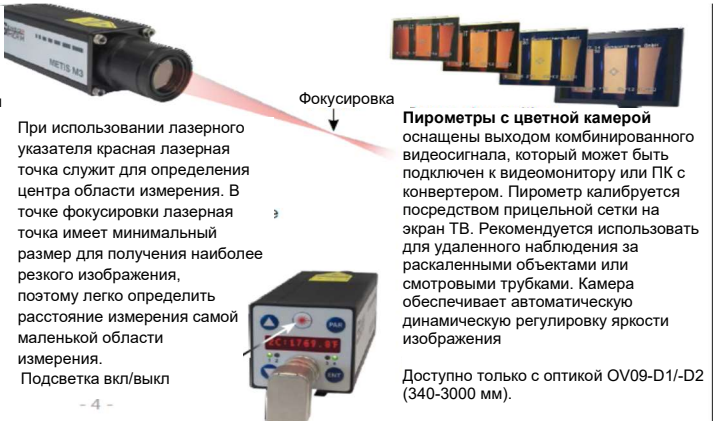 METIS M3
Фокусировка
При использовании лазерного
указателя красная лазерная
точка служит для определения
центра области измерения. В
точке фокусировки лазерная
точка имеет минимальный
размер для получения наиболее
резкого изображения,
поэтому легко определить
расстояние измерения самой
маленькой области
измерения.
Подсветка вкл/выкл
PAR
ENT
- 4 -
Пирометры с цветной камерой
оснащены выходом комбинированного
видеосигнала, который может быть
подключен к видеомонитору или ПК с
конвертером. Пирометр калибруется
посредством прицельной сетки на
экран ТВ. Рекомендуется использовать
для удаленного наблюдения за
раскаленными объектами или
смотровыми трубками. Камера
обеспечивает автоматическую
динамическую регулировку яркости
изображения
Доступно только с оптикой OV09-D1/-D2
(340-3000 мм).